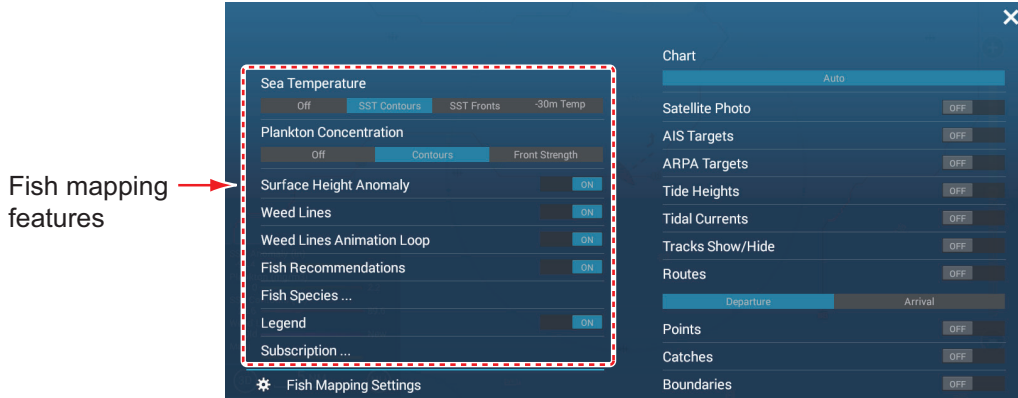 Fish mapping
features
Sea Temperature
Off SST Contours SST Fronts -30m Temp
Plankton Concentration
Off Contours Front Strength
Surface Height Anomaly ON
Weed Lines ON
Weed Lines Animation Loop ON
Fish Recommendations ON
Fish Species ...
Legend ON
Subscription ...
Fish Mapping Settings
Chart
Auto
Satellite Photo OFF
AIS Targets OFF
ARPA Targets OFF
Tide Heights OFF
Tidal Currents OFF
Tracks Show/Hide OFF
Routes OFF
Departure Arrival
Points OFF
Catches OFF
Boundaries OFF